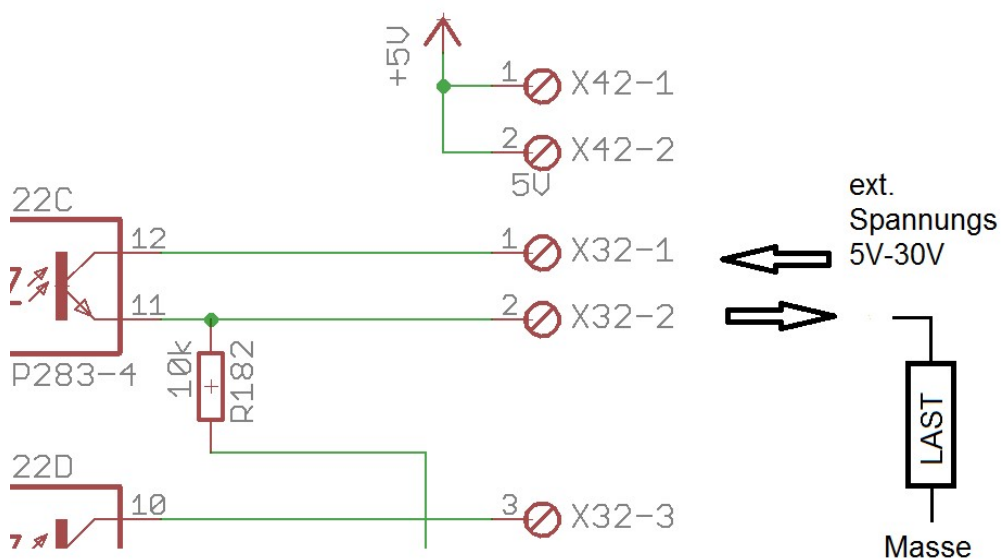 +5V
1 X42-1
2 X42-2
5V
22C
12
1 X32-1
ext.
Spannungs
5V-30V
11
2 X32-2
P283-4
10k
R182
LAST
22D
10
3 X32-3
Masse